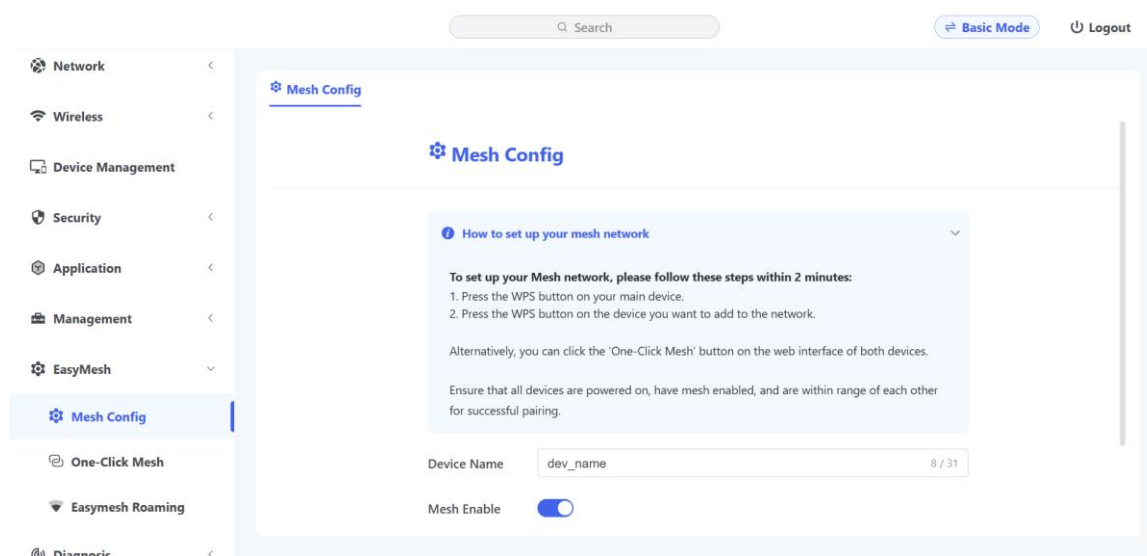 Search
Basic Mode
Logout
Network
Wireless
Device Management
Security
Application
Management
EasyMesh
Mesh Config
One-Click Mesh
Easymesh Roaming
Diagnosis
Mesh Config
Mesh Config
How to set up your mesh network
To set up your Mesh network, please follow these steps within 2 minutes:
1. Press the WPS button on your main device.
2. Press the WPS button on the device you want to add to the network.
Alternatively, you can click the 'One-Click Mesh' button on the web interface of both devices.
Ensure that all devices are powered on, have mesh enabled, and are within range of each other
for successful pairing.
Device Name dev_name 8 / 31
Mesh Enable